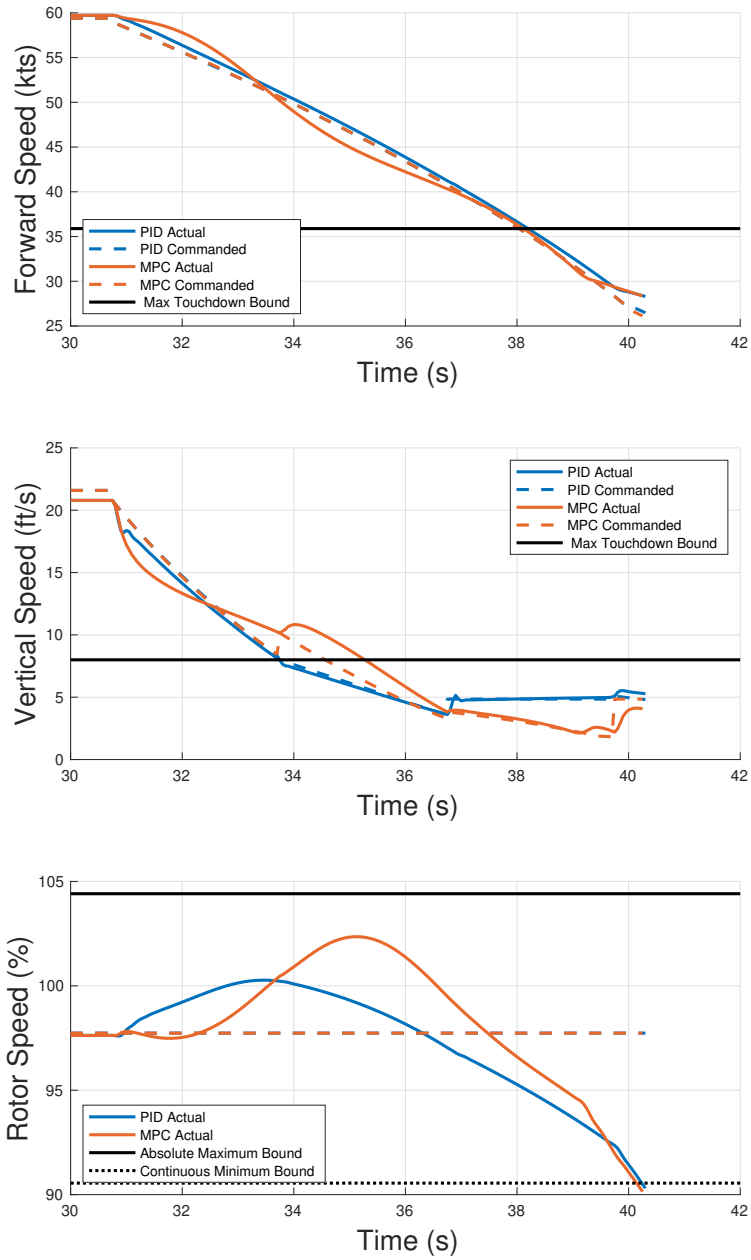 60
55
50
45
40
35
30
25
Forward Speed (kts)
PID Actual
PID Commanded
MPC Actual
MPC Commanded
Max Touchdown Bound
30 32 34 36 38 40 42
Time (s)
25
20
15
10
5
0
Vertical Speed (ft/s)
PID Actual
PID Commanded
MPC Actual
MPC Commanded
Max Touchdown Bound
30 32 34 36 38 40 42
Time (s)
105
100
95
90
Rotor Speed (%)
PID Actual
MPC Actual
Absolute Maximum Bound
Continuous Minimum Bound
30 32 34 36 38 40 42
Time (s)